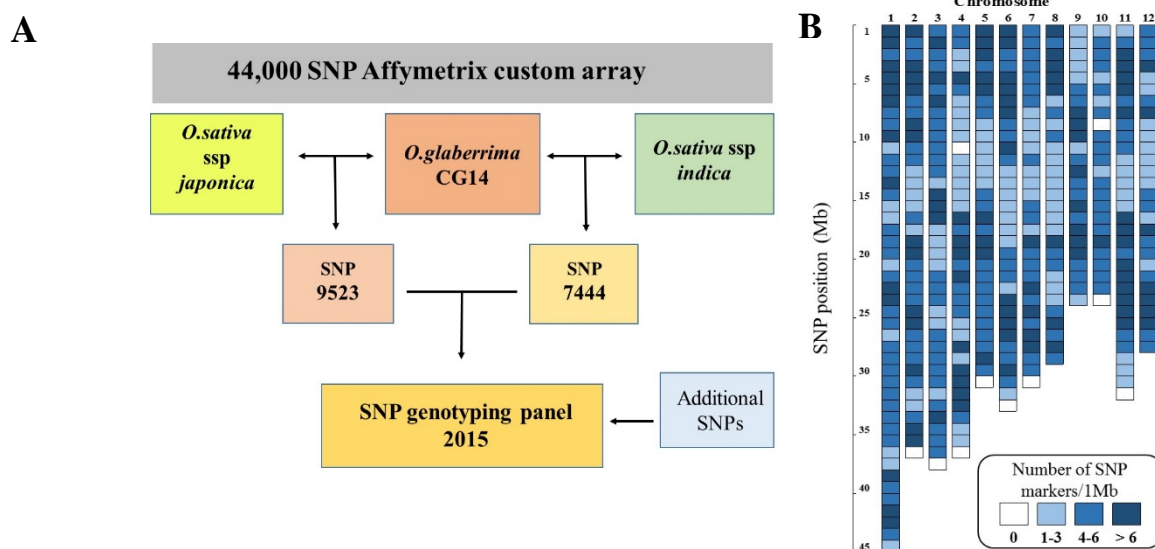 A
44,000 SNP Affymetrix custom array
O.sativa
ssp
japonica
O.glaberrima
CG14
O.sativa ssp
indica
SNP
9523
SNP
7444
SNP genotyping panel
2015
Additional
SNPs
B
Chromosome
1 2 3 4 5 6 7 8 9 10 11 12
SNP position (Mb)
1
5
10
15
20
25
30
35
40
45
Number of SNP
markers/1Mb
0 1-3 4-6 > 6